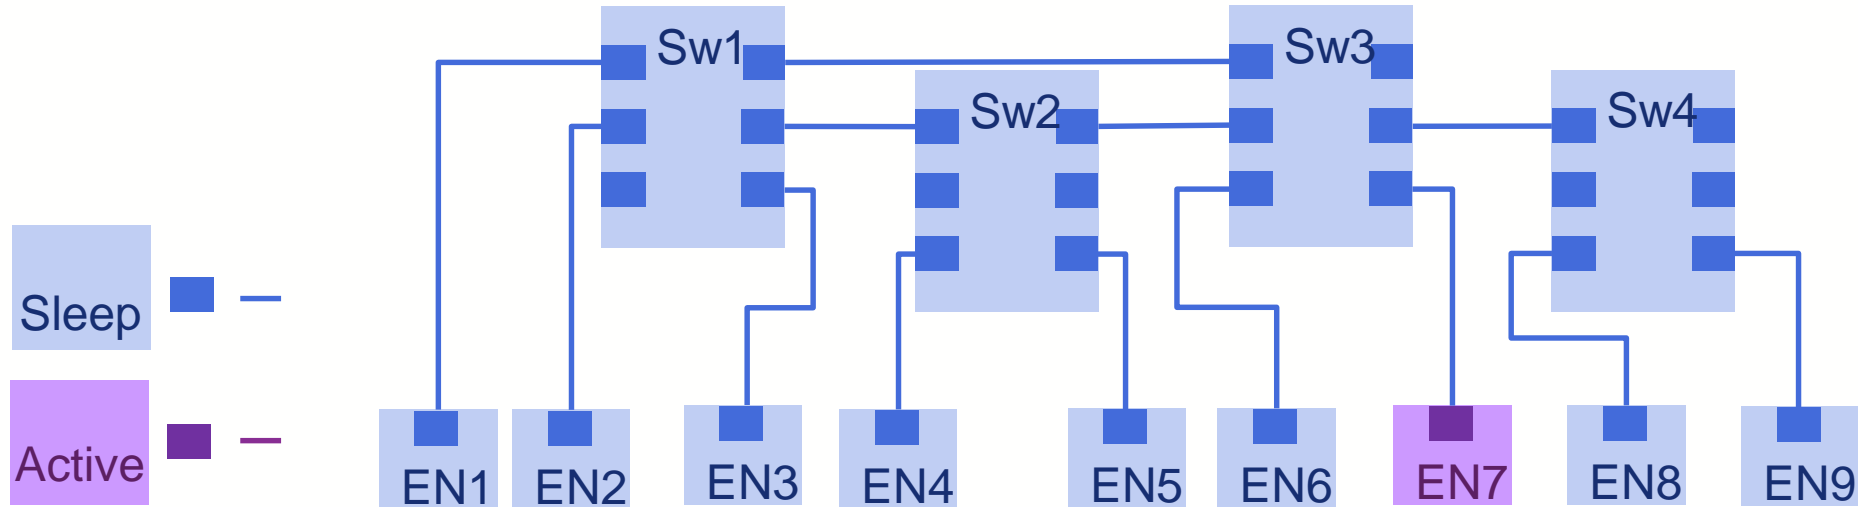 Sw1
Sw3
Sw2
Sw4
Sleep
Active
EN1
EN2
EN3
EN4
EN5
EN6
EN7
EN8
EN9